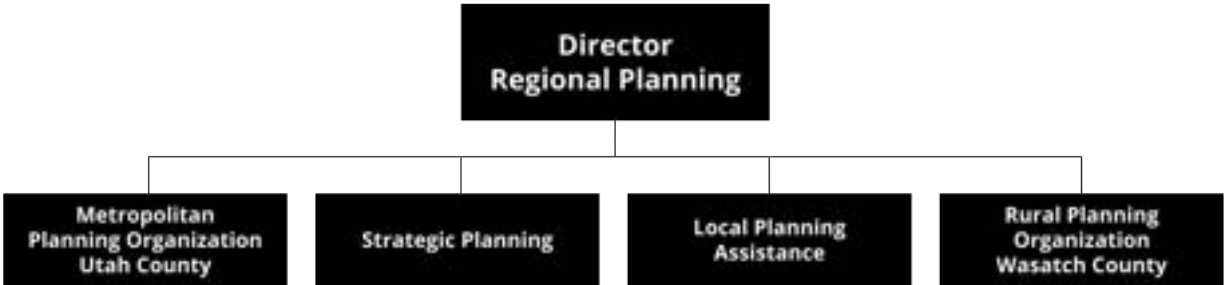 Director
Regional Planning
Metropolitan
Planning Organization
Utah County
Strategic Planning
Local Planning
Assistance
Rural Planning
Organization
Wasatch County